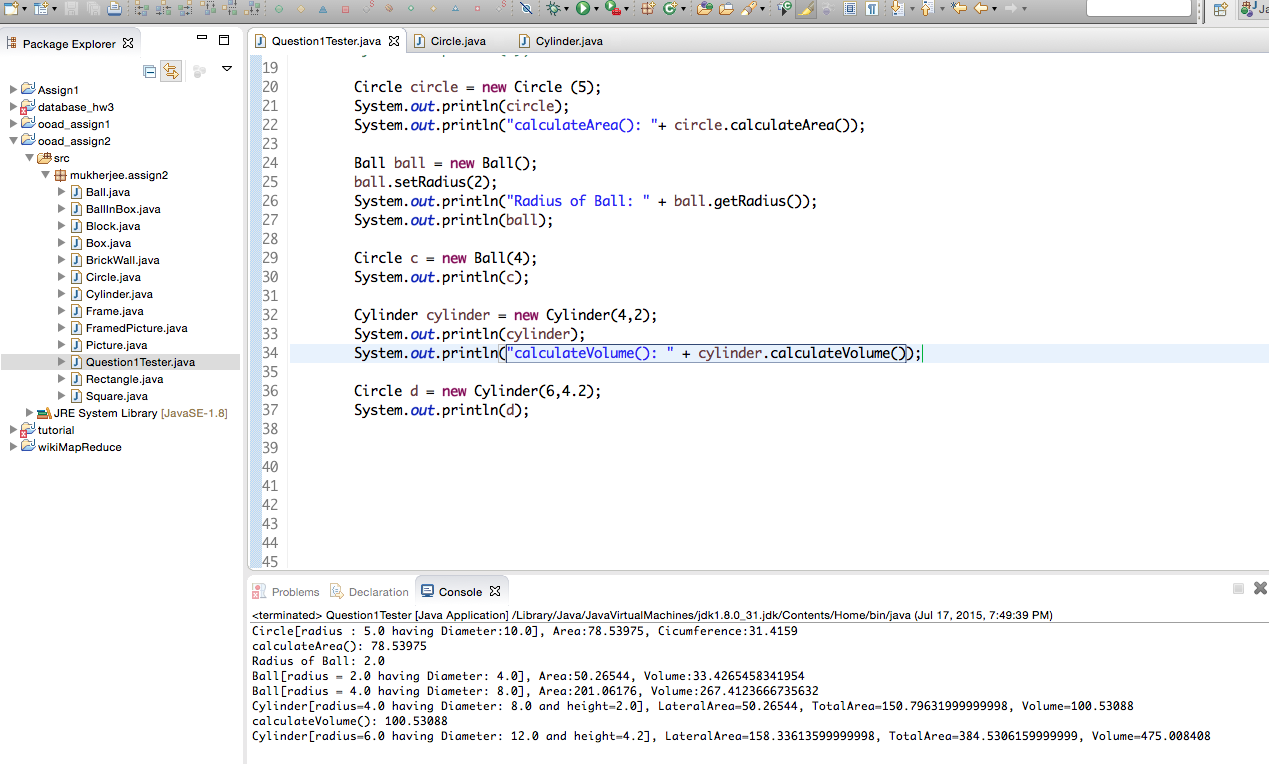 Ja
Package Explorer
Question1Tester.java
Circle.java
Cylinder.java
Assign1
database_hw3
ooad_assign1
ooad_assign2
src
mukherjee.assign2
Ball.java
BallInBox.java
Block.java
Box.java
BrickWall.java
Circle.java
Cylinder.java
Frame.java
FramedPicture.java
Picture.java
Question1Tester.java
Rectangle.java
Square.java
JRE System Library [JavaSE-1.8]
tutorial
wikiMapReduce
19
20 Circle circle = new Circle (5);
21 System.out.println(circle);
22 System.out.println("calculateArea(): "+ circle.calculateArea());
23
24 Ball ball = new Ball();
25 ball.setRadius(2);
26 System.out.println("Radius of Ball: " + ball.getRadius());
27 System.out.println(ball);
28
29 Circle c = new Ball(4);
30 System.out.println(c);
31
32 Cylinder cylinder = new Cylinder(4,2);
33 System.out.println(cylinder);
34 System.out.println("calculateVolume(): " + cylinder.calculateVolume());
35
36 Circle d = new Cylinder(6,4.2);
37 System.out.println(d);
38
39
40
41
42
43
44
45
Problems Declaration Console
<terminated> Question1Tester [Java Application] /Library/Java/JavaVirtualMachines/jdk1.8.0_31.jdk/Contents/Home/bin/java (Jul 17, 2015, 7:49:39 PM)
Circle[radius : 5.0 having Diameter:10.0], Area:78.53975, Cicumference:31.4159
calculateArea(): 78.53975
Radius of Ball: 2.0
Ball[radius = 2.0 having Diameter: 4.0], Area:50.26544, Volume:33.4265458341954
Ball[radius = 4.0 having Diameter: 8.0], Area:201.06176, Volume:267.4123666735632
Cylinder[radius=4.0 having Diameter: 8.0 and height=2.0], LateralArea=50.26544, TotalArea=150.79631999999998, Volume=100.53088
calculateVolume(): 100.53088
Cylinder[radius=6.0 having Diameter: 12.0 and height=4.2], LateralArea=158.33613599999998, TotalArea=384.5306159999999, Volume=475.008408